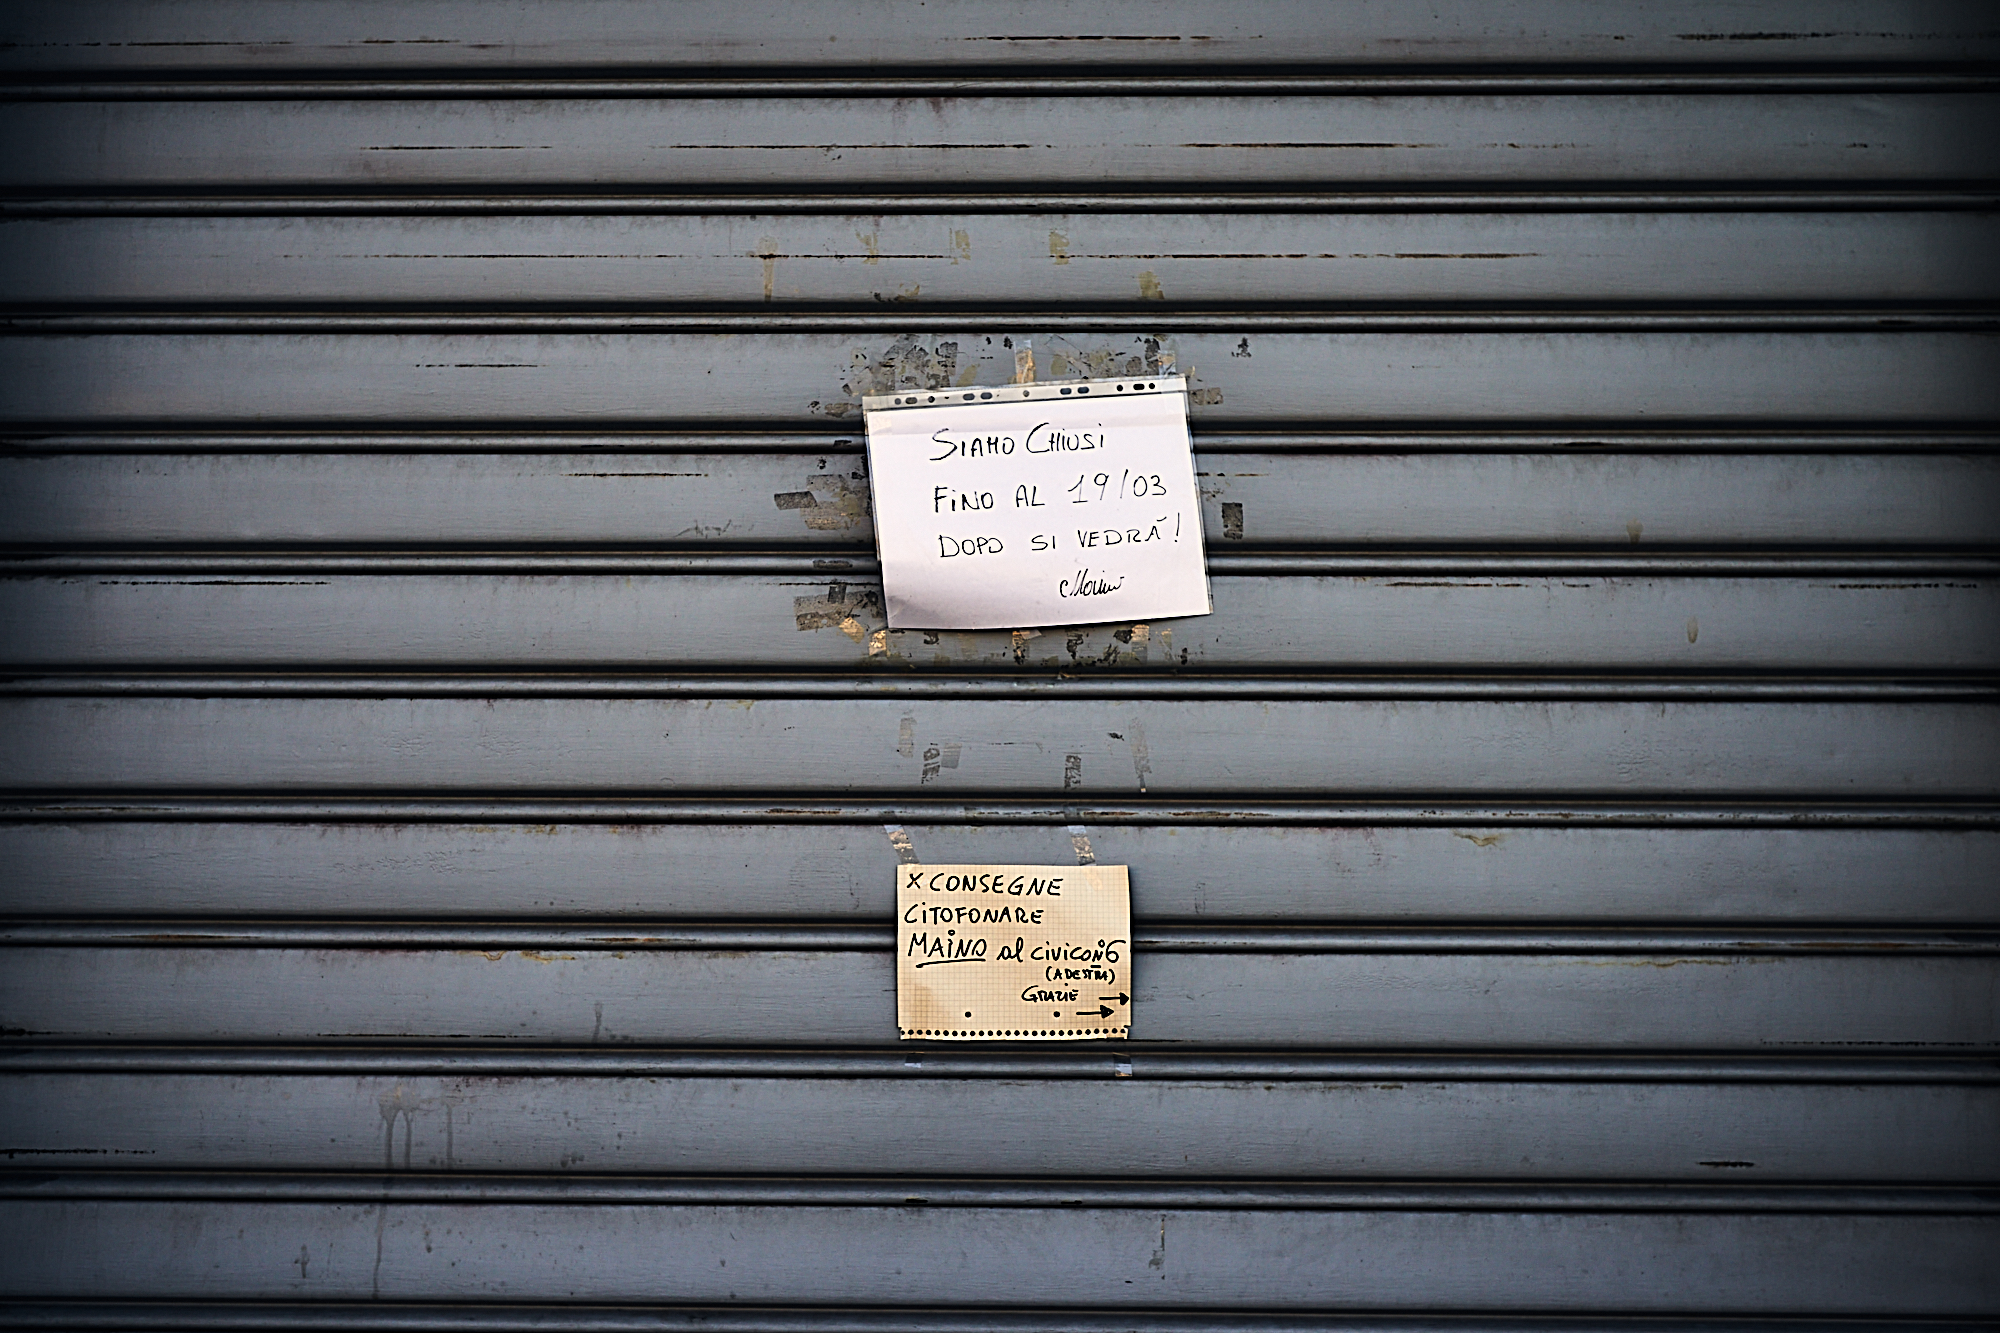 SIAMO CHIUSI
FINO AL 19/03
DOPO SI VEDRÀ!
X CONSEGNE
CITOFONARE
MAINO al civico n°6
(A DESTRA)
GRAZIE →
→